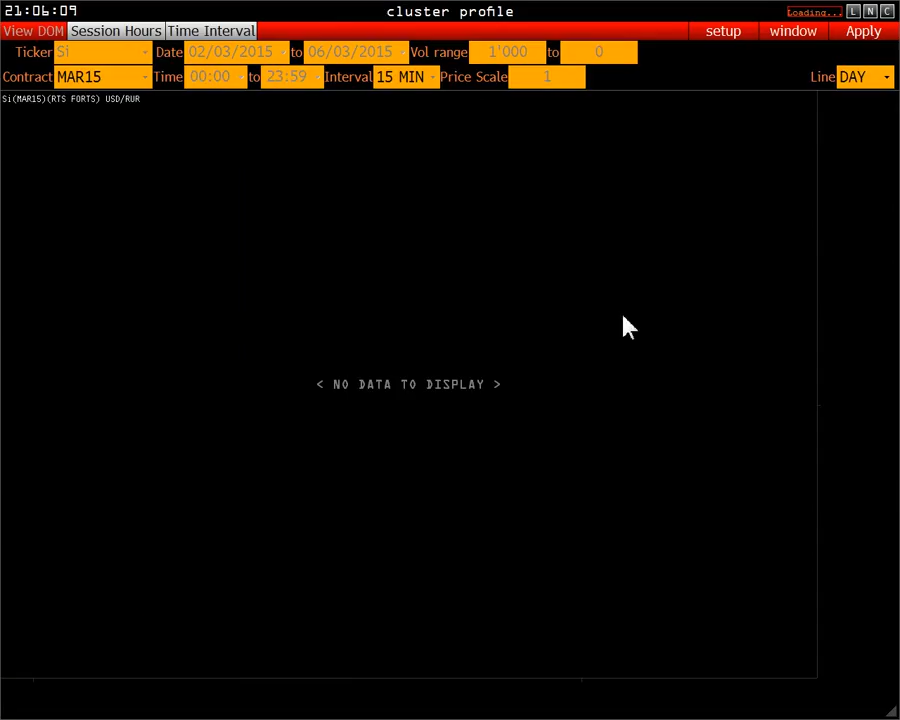 21:06:09 cluster profile Loading... L N C
View DOM Session Hours Time Interval setup window Apply
Ticker Si Date 02/03/2015 to 06/03/2015 Vol range 1'000 to 0
Contract MAR15 Time 00:00 to 23:59 Interval 15 MIN Price Scale 1 Line DAY
Si(MAR15)(RTS FORTS) USD/RUR
< NO DATA TO DISPLAY >